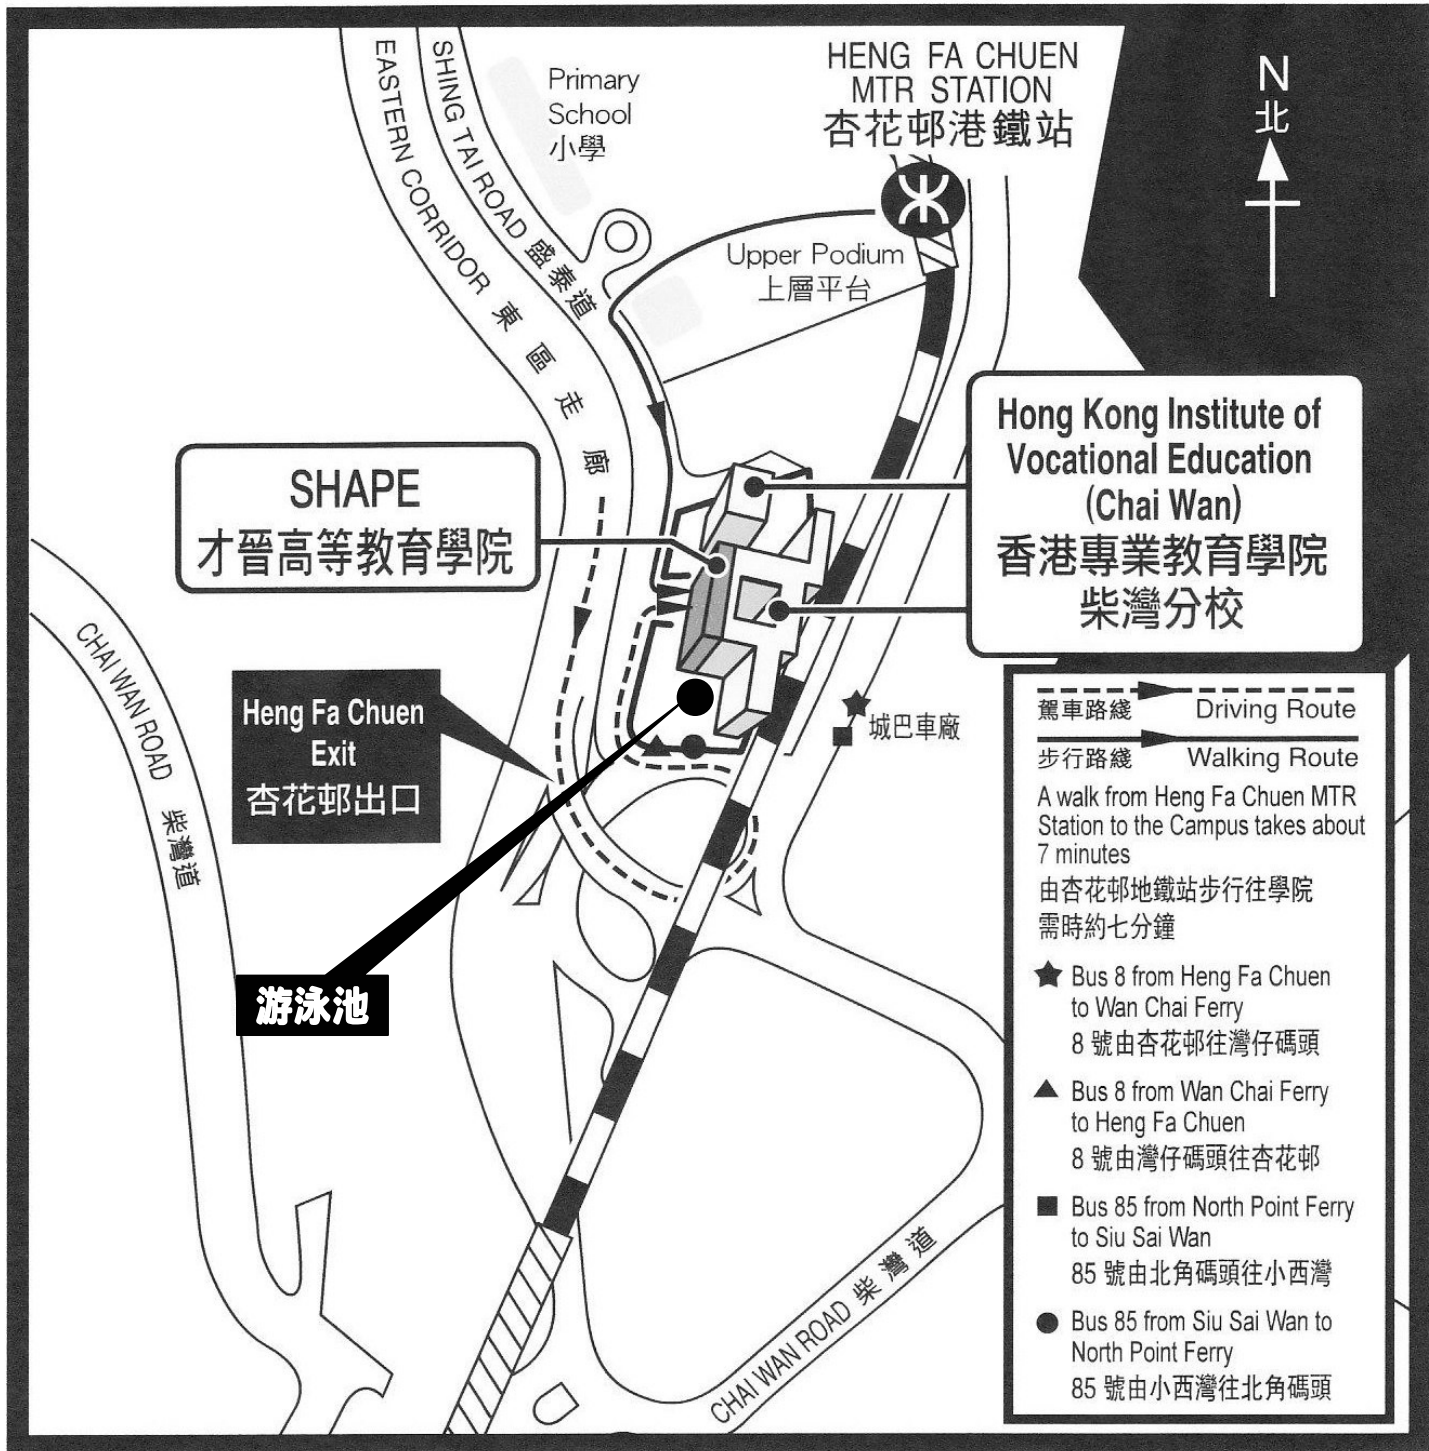 HENG FA CHUEN
MTR STATION
杏花邨港鐵站
N
北
Primary
School
小學
SHING TAI ROAD 盛泰道
EASTERN CORRIDOR 東區走廊
Upper Podium
上層平台
Hong Kong Institute of
Vocational Education
(Chai Wan)
香港專業教育學院
柴灣分校
SHAPE
才晉高等教育學院
CHAI WAN ROAD 柴灣道
Heng Fa Chuen
Exit
杏花邨出口
城巴車廠
游泳池
CHAI WAN ROAD 柴灣道
駕車路綫 Driving Route
步行路綫 Walking Route
A walk from Heng Fa Chuen MTR
Station to the Campus takes about
7 minutes
由杏花邨地鐵站步行往學院
需時約七分鐘
Bus 8 from Heng Fa Chuen
to Wan Chai Ferry
8 號由杏花邨往灣仔碼頭
Bus 8 from Wan Chai Ferry
to Heng Fa Chuen
8 號由灣仔碼頭往杏花邨
Bus 85 from North Point Ferry
to Siu Sai Wan
85 號由北角碼頭往小西灣
Bus 85 from Siu Sai Wan to
North Point Ferry
85 號由小西灣往北角碼頭